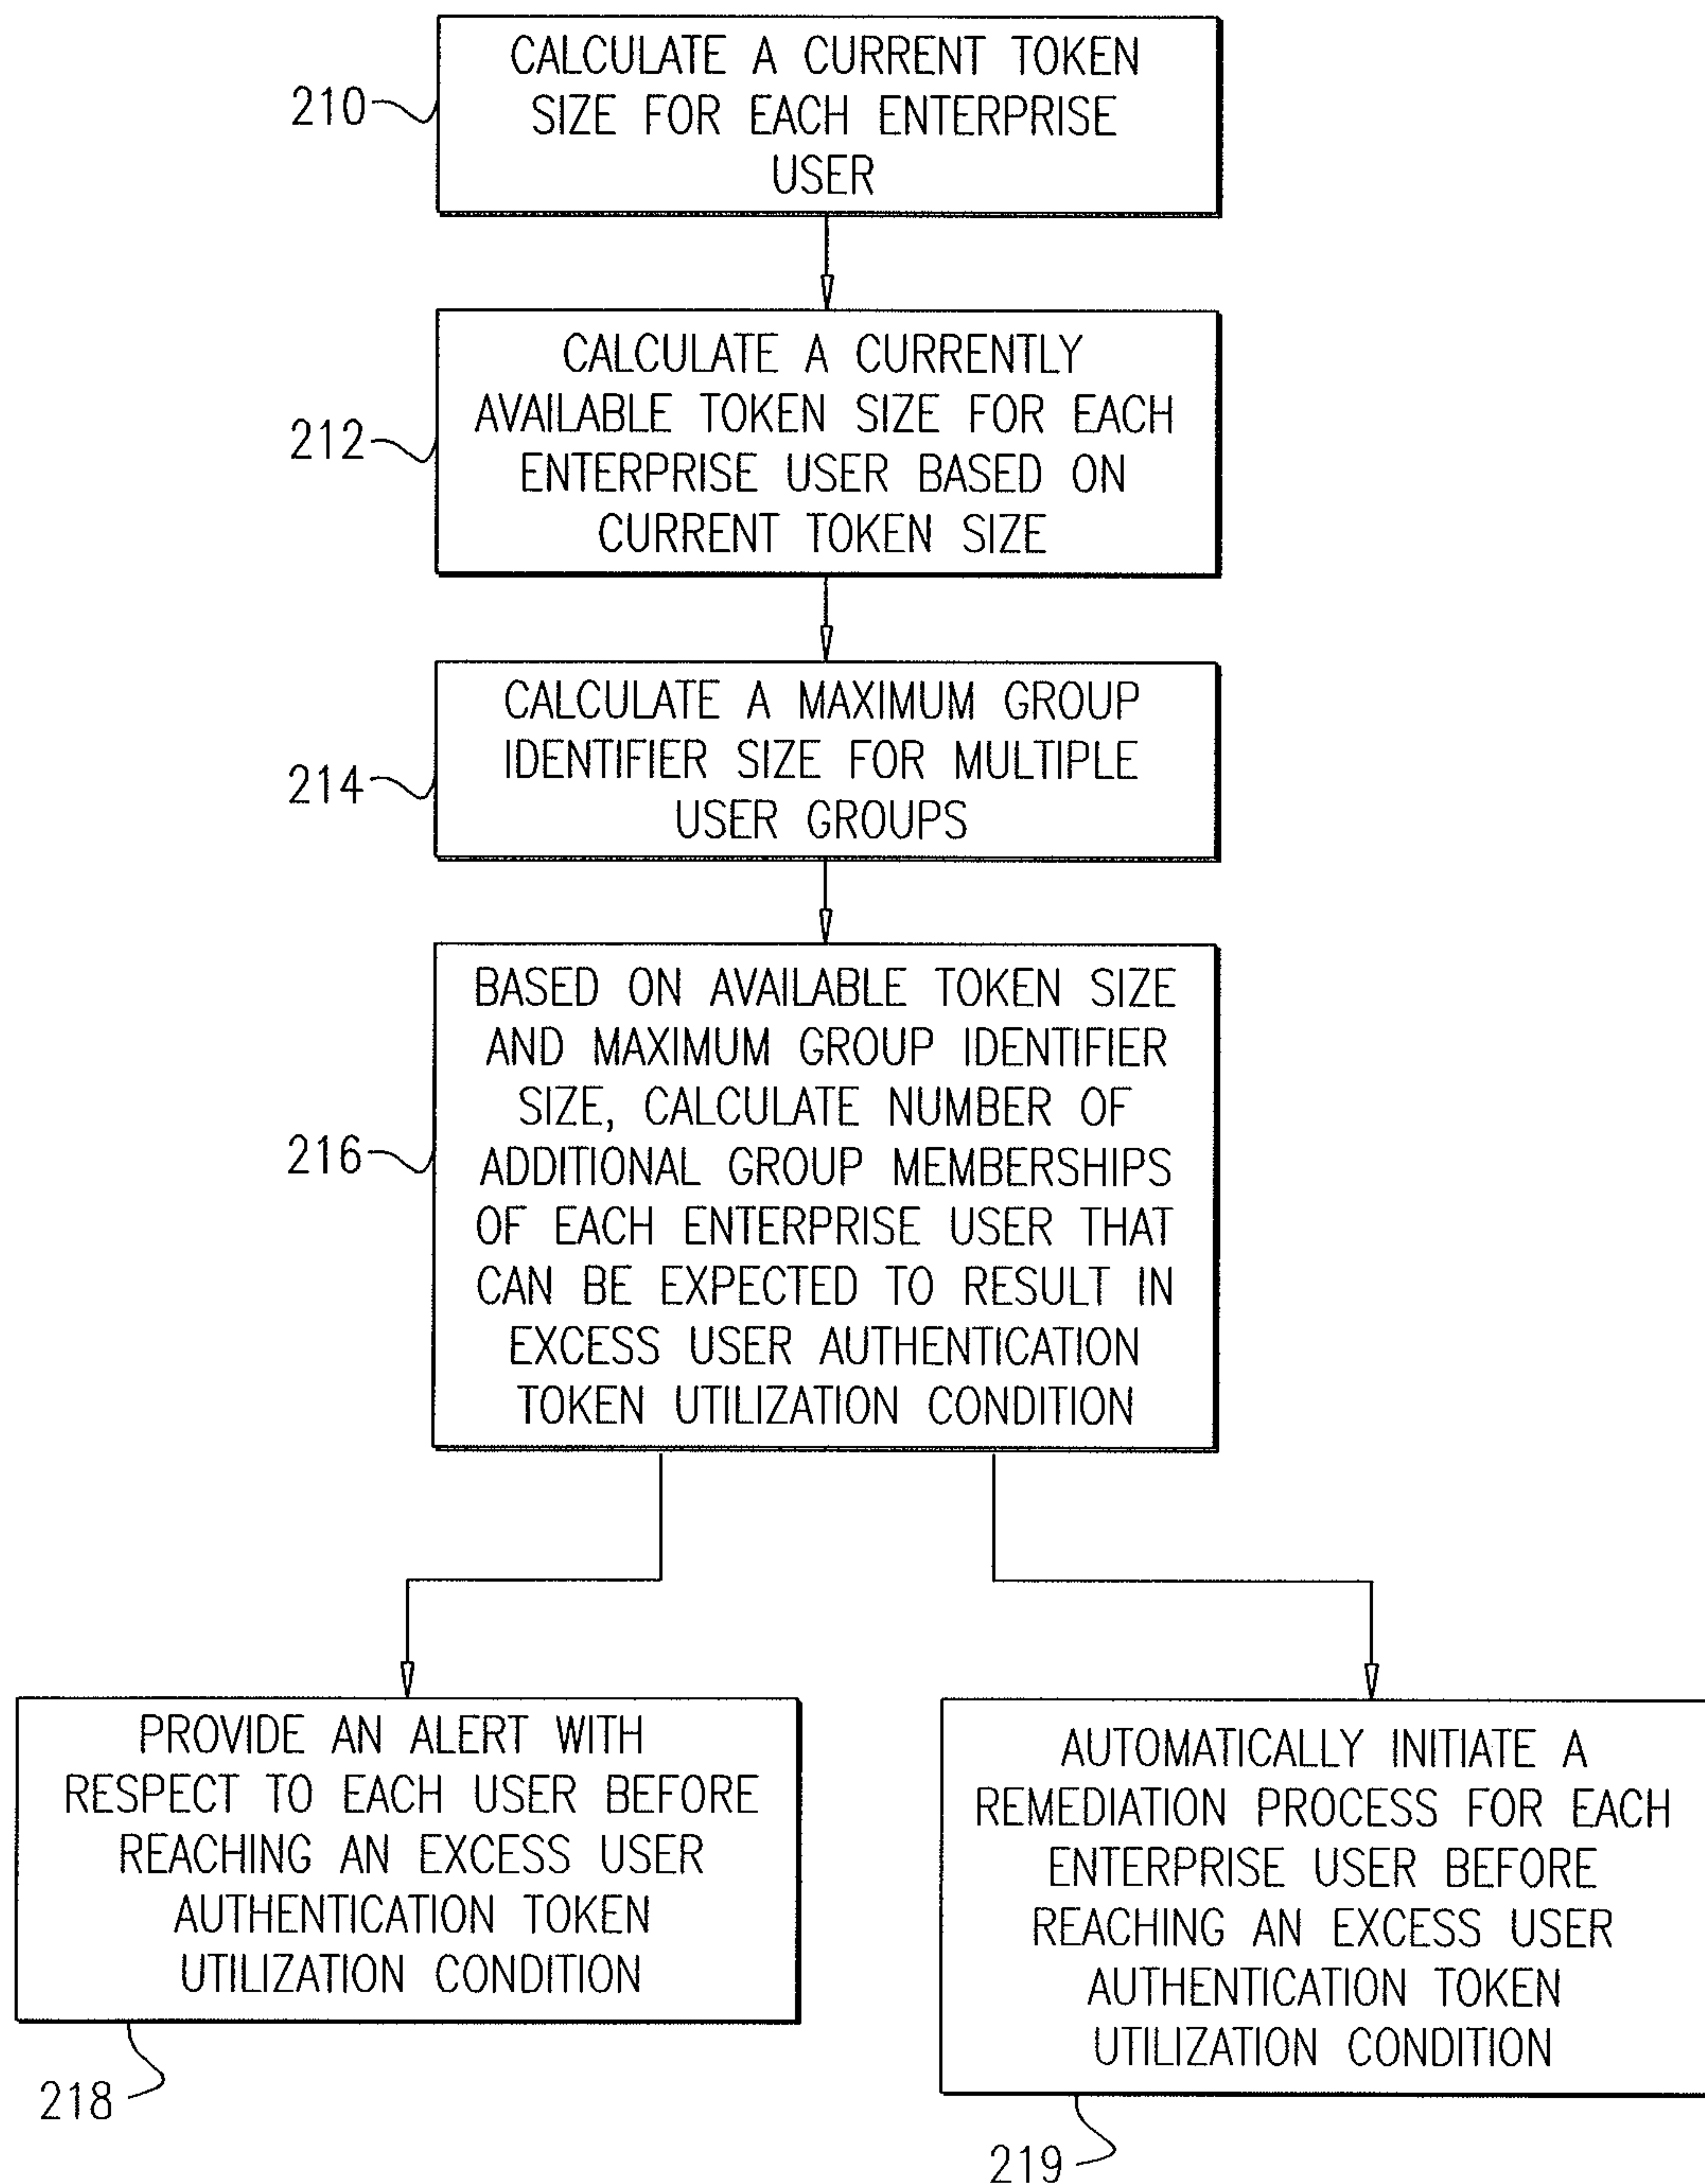 CALCULATE A CURRENT TOKEN
SIZE FOR EACH ENTERPRISE
USER
210
CALCULATE A CURRENTLY
AVAILABLE TOKEN SIZE FOR EACH
ENTERPRISE USER BASED ON
CURRENT TOKEN SIZE
212
CALCULATE A MAXIMUM GROUP
IDENTIFIER SIZE FOR MULTIPLE
USER GROUPS
214
BASED ON AVAILABLE TOKEN SIZE
AND MAXIMUM GROUP IDENTIFIER
SIZE, CALCULATE NUMBER OF
ADDITIONAL GROUP MEMBERSHIPS
OF EACH ENTERPRISE USER THAT
CAN BE EXPECTED TO RESULT IN
EXCESS USER AUTHENTICATION
TOKEN UTILIZATION CONDITION
216
PROVIDE AN ALERT WITH
RESPECT TO EACH USER BEFORE
REACHING AN EXCESS USER
AUTHENTICATION TOKEN
UTILIZATION CONDITION
218
AUTOMATICALLY INITIATE A
REMEDIATION PROCESS FOR EACH
ENTERPRISE USER BEFORE
REACHING AN EXCESS USER
AUTHENTICATION TOKEN
UTILIZATION CONDITION
219